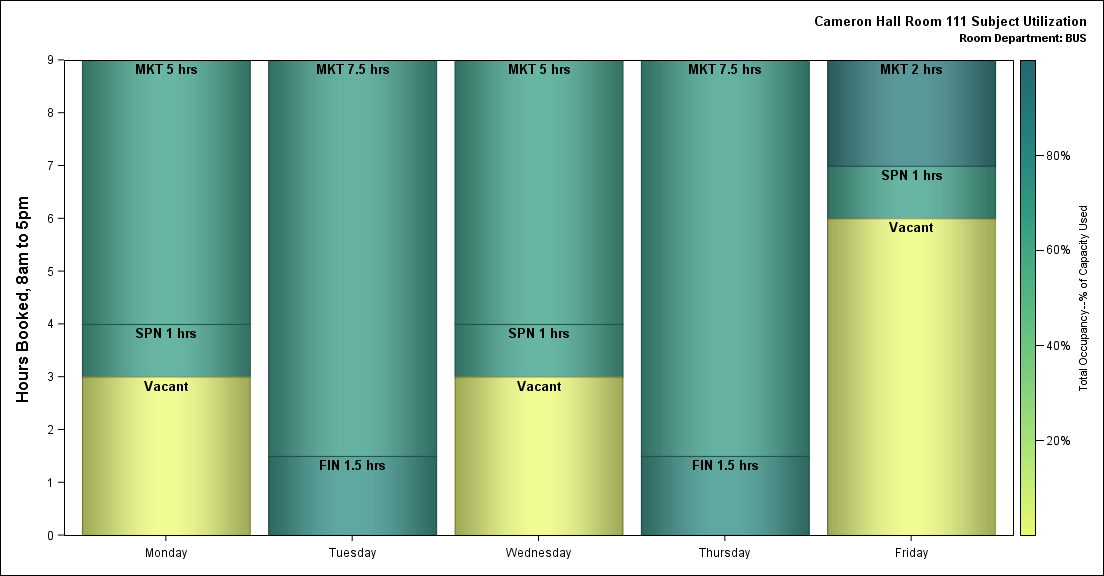 Cameron Hall Room 111 Subject Utilization
Room Department: BUS
Hours Booked, 8am to 5pm
9
8
7
6
5
4
3
2
1
0
MKT 5 hrs
SPN 1 hrs
Vacant
MKT 7.5 hrs
FIN 1.5 hrs
MKT 5 hrs
SPN 1 hrs
Vacant
MKT 7.5 hrs
FIN 1.5 hrs
MKT 2 hrs
SPN 1 hrs
Vacant
Monday
Tuesday
Wednesday
Thursday
Friday
80%
60%
40%
20%
Total Occupancy--% of Capacity Used